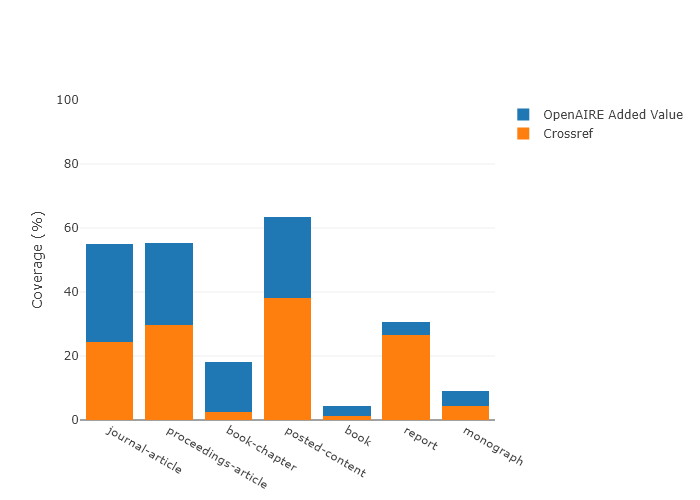 100
80
60
40
20
0
Coverage (%)
OpenAIRE Added Value
Crossref
journal-article
proceedings-article
book-chapter
posted-content
book
report
monograph